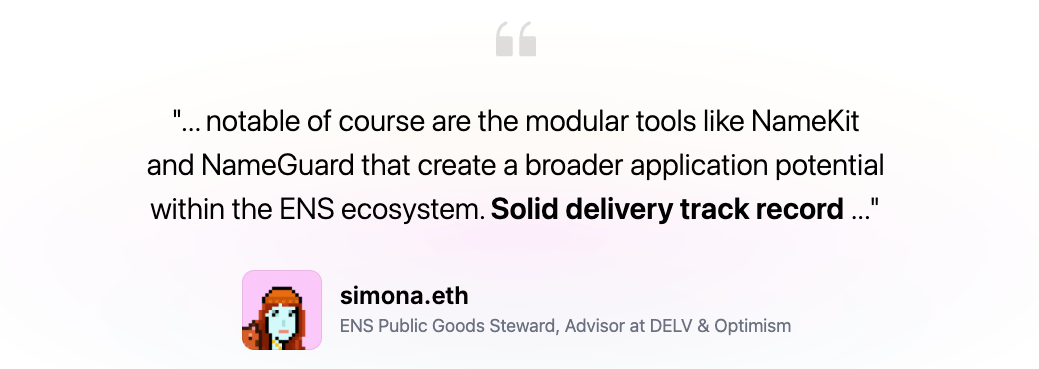 "... notable of course are the modular tools like NameKit
and NameGuard that create a broader application potential
within the ENS ecosystem. Solid delivery track record ..."
simona.eth
ENS Public Goods Steward, Advisor at DELV & Optimism